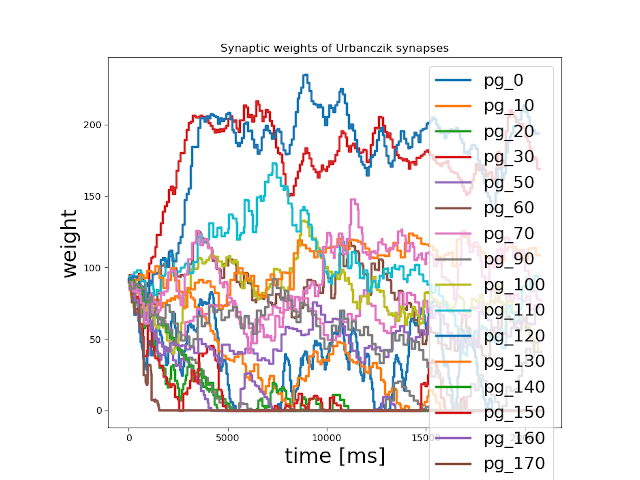 Synaptic weights of Urbanczik synapses
weight
200
150
100
50
0
0
5000
10000
time [ms]
pg_0
pg_10
pg_20
pg_30
pg_50
pg_60
pg_70
pg_90
pg_100
pg_110
pg_120
pg_130
pg_140
pg_150
pg_160
pg_170